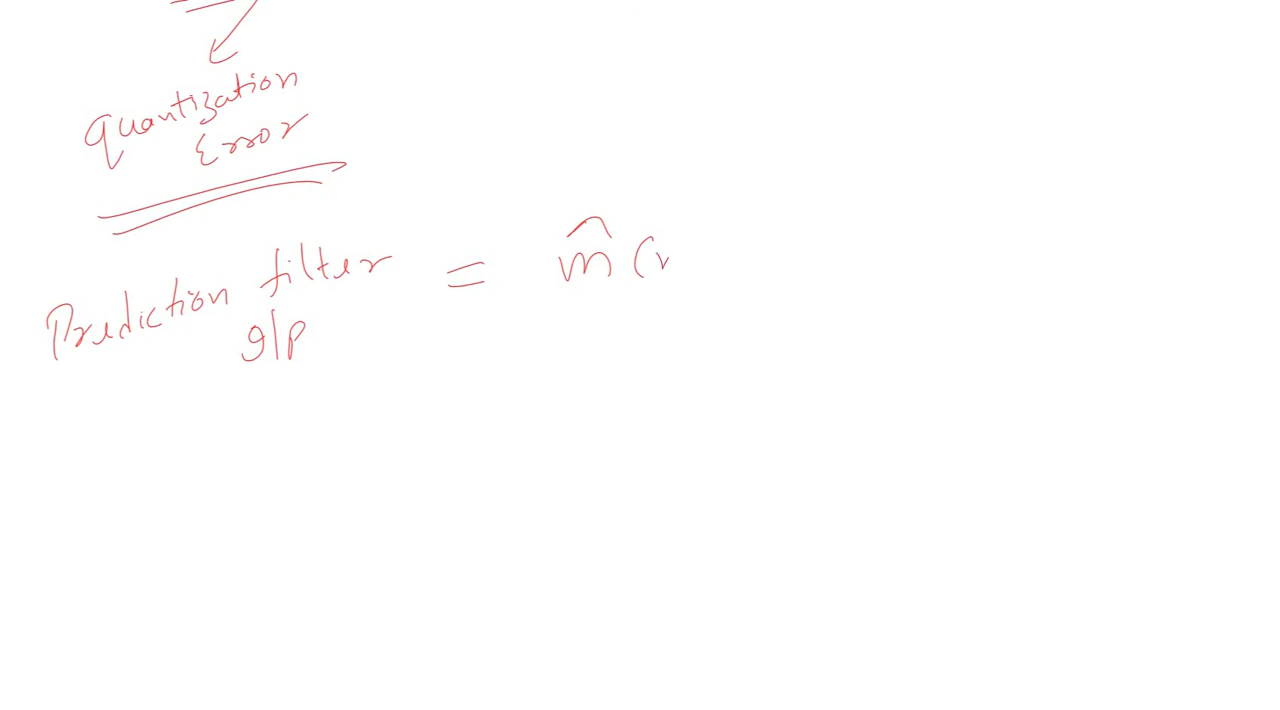 quantization
Error
Prediction filter = m̂ (
I/p